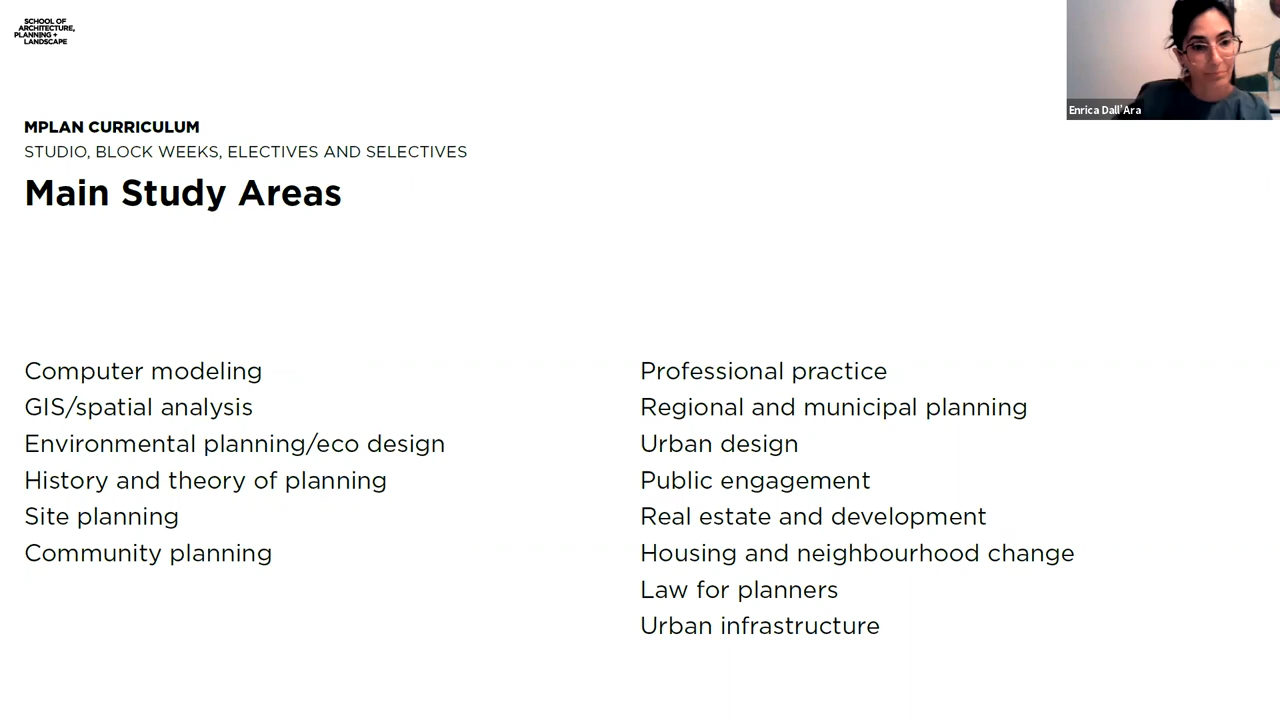 SCHOOL OF
ARCHITECTURE,
PLANNING +
LANDSCAPE
Enrica Dall'Ara
MPLAN CURRICULUM
STUDIO, BLOCK WEEKS, ELECTIVES AND SELECTIVES
Main Study Areas
Computer modeling
GIS/spatial analysis
Environmental planning/eco design
History and theory of planning
Site planning
Community planning
Professional practice
Regional and municipal planning
Urban design
Public engagement
Real estate and development
Housing and neighbourhood change
Law for planners
Urban infrastructure